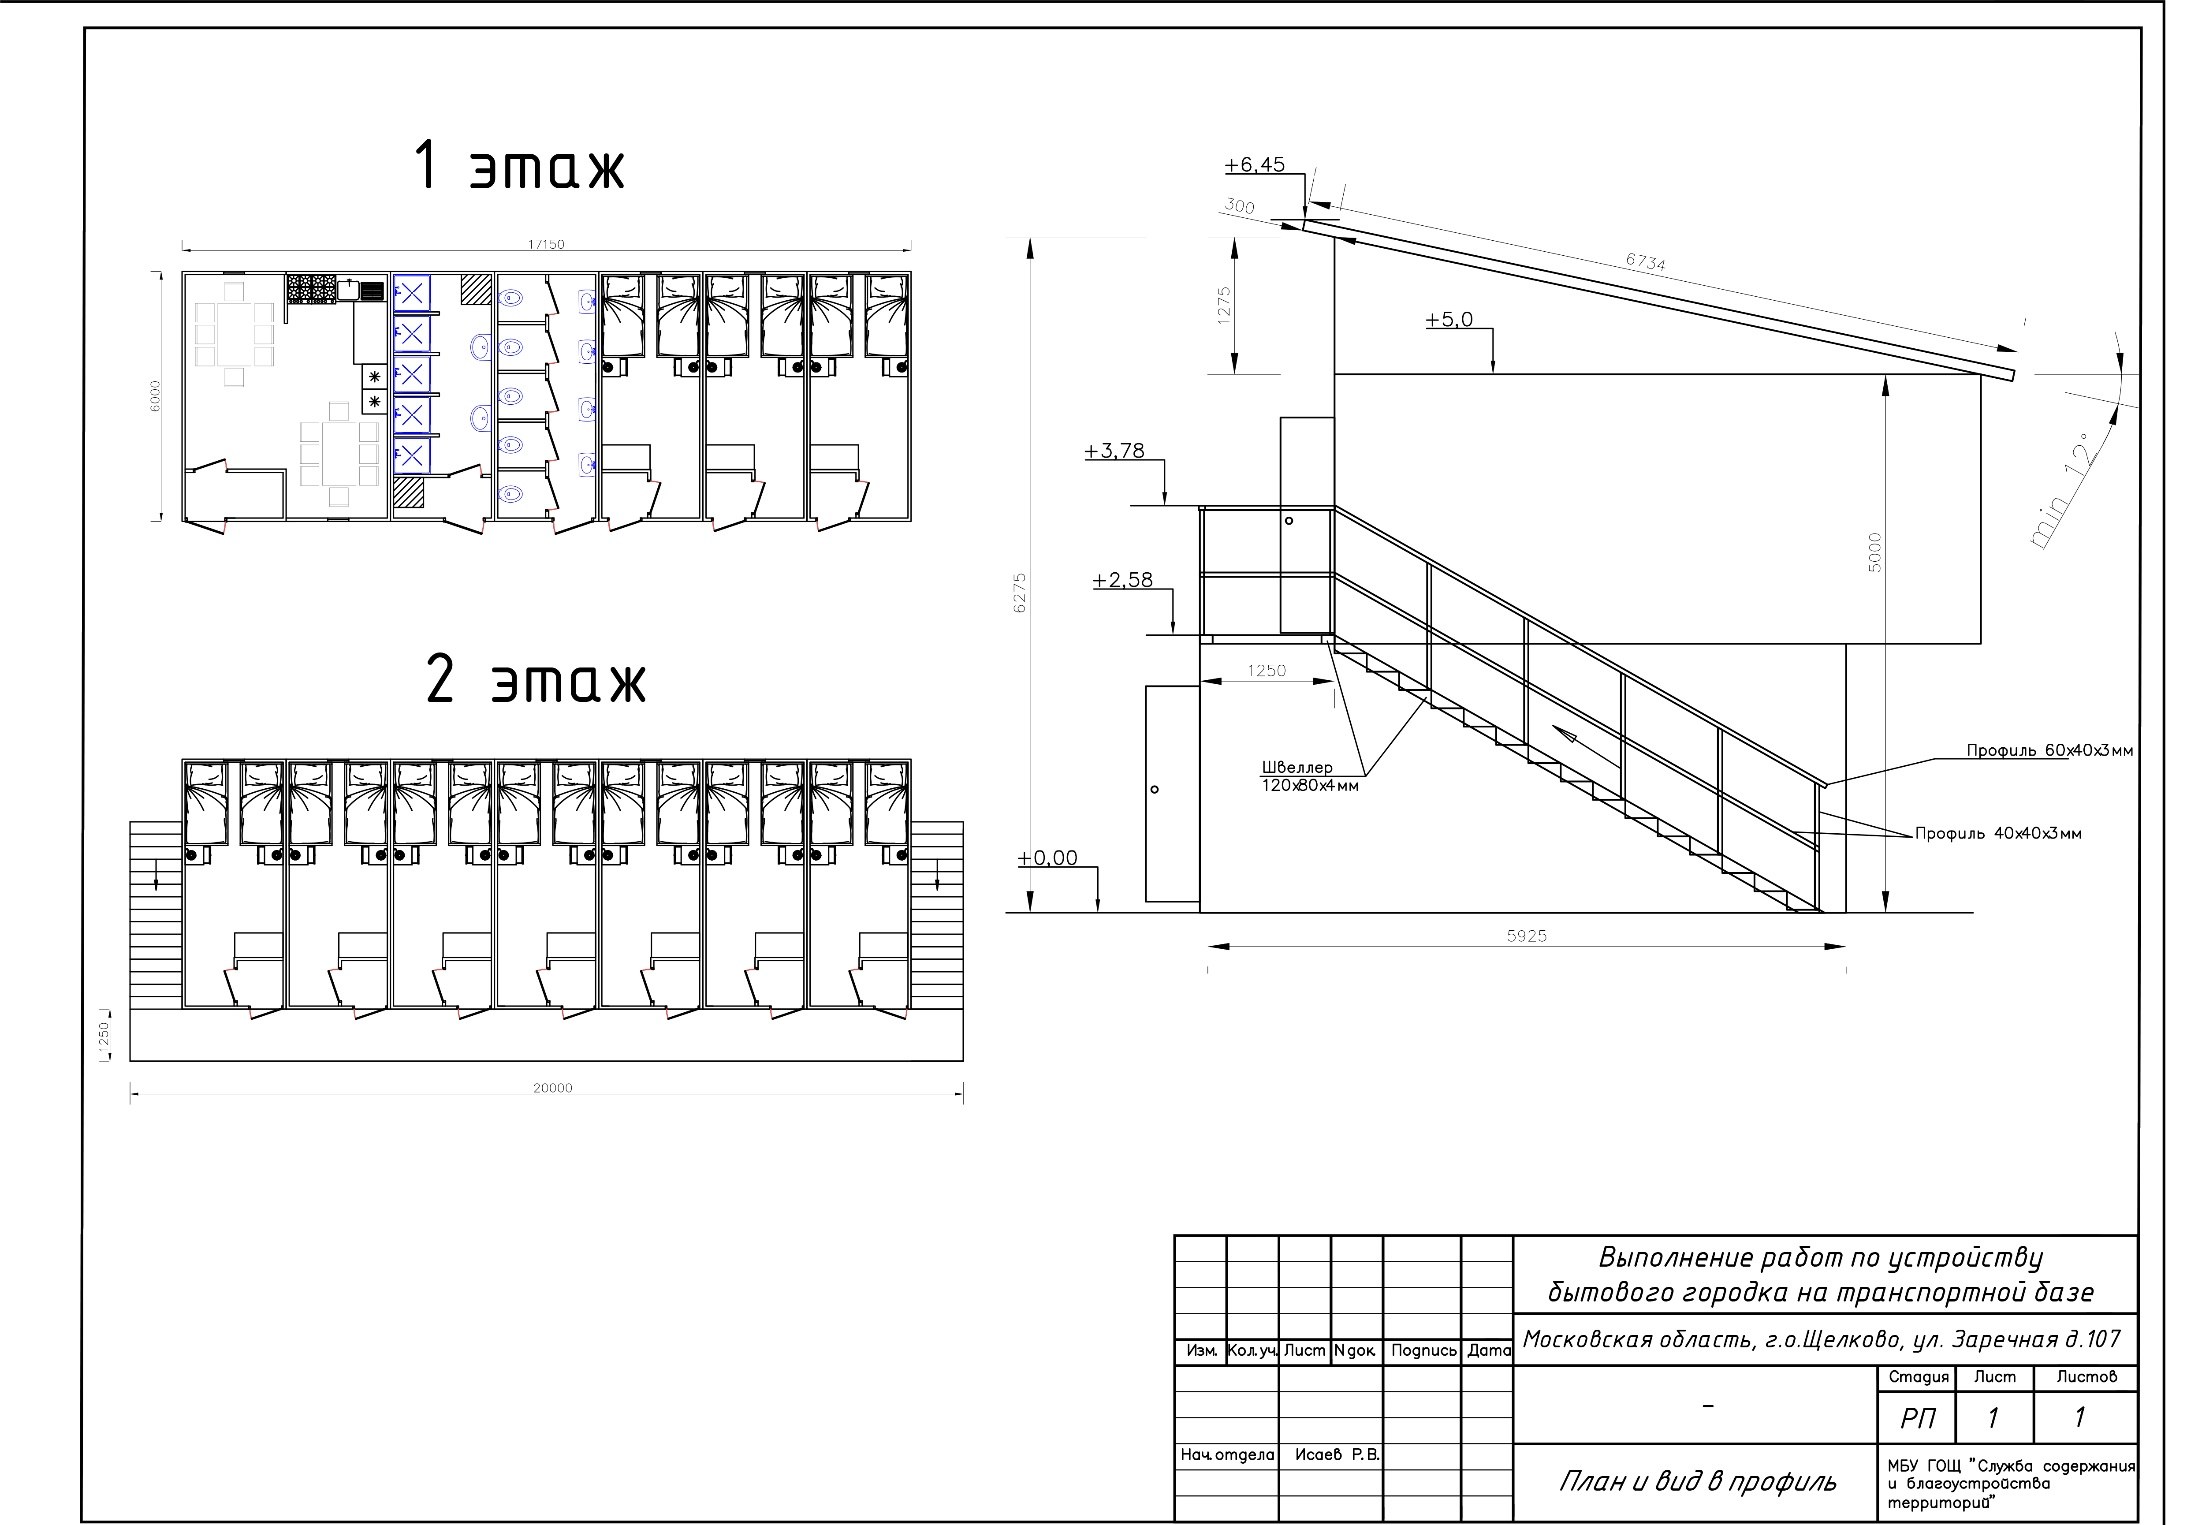 1 этаж
17150
6000
2 этаж
1250
20000
+6,45
300
6734
1275
+5,0
min 12°
+3,78
+2,58
6275
5000
1250
Швеллер
120х80х4мм
Профиль 60х40х3мм
Профиль 40х40х3мм
+0,00
5925
Выполнение работ по устройству
бытового городка на транспортной базе
Изм. Кол.уч. Лист Nдок. Подпись Дата
Московская область, г.о.Щелково, ул. Заречная д.107
Стадия Лист Листов
–
РП 1 1
Нач.отдела Исаев Р.В.
План и вид в профиль
МБУ ГОЩ "Служба содержания
и благоустройства
территорий"